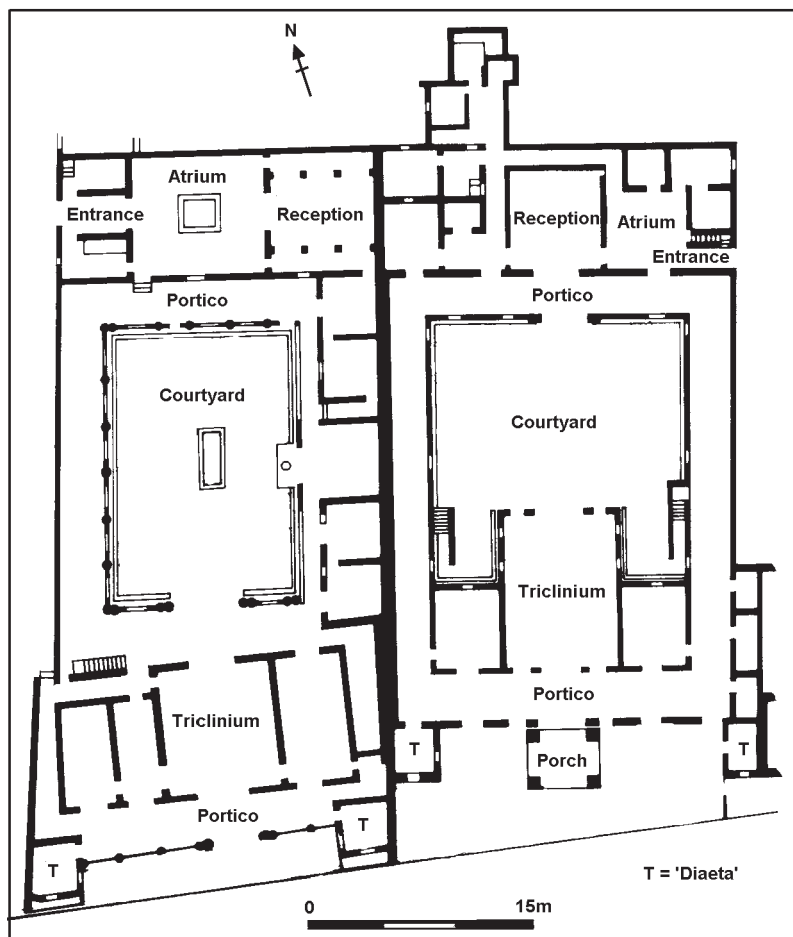 N
Atrium
Entrance
Reception
Portico
Courtyard
Triclinium
Portico
T
T
Reception
Atrium
Entrance
Portico
Courtyard
Triclinium
Portico
T
Porch
T
T = 'Diaeta'
0 15m